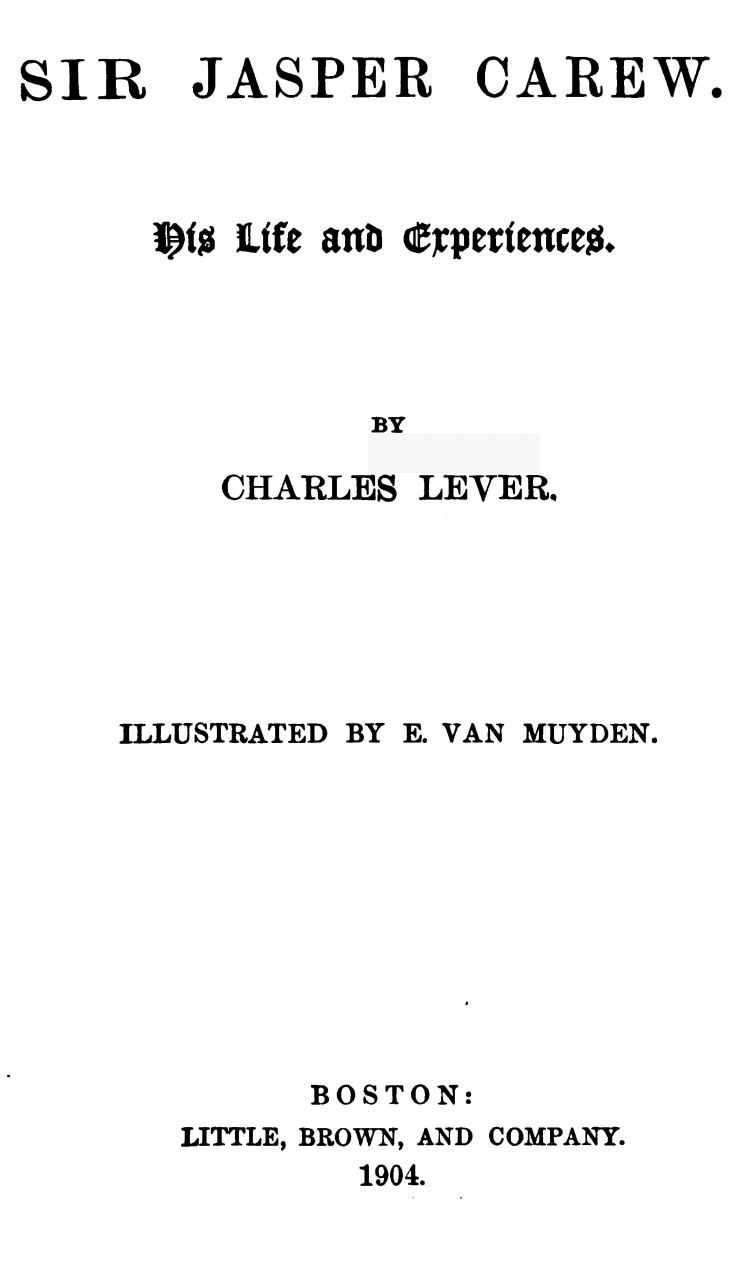 SIR JASPER CAREW.
His Life and Experiences.
BY
CHARLES LEVER.
ILLUSTRATED BY E. VAN MUYDEN.
BOSTON:
LITTLE, BROWN, AND COMPANY.
1904.